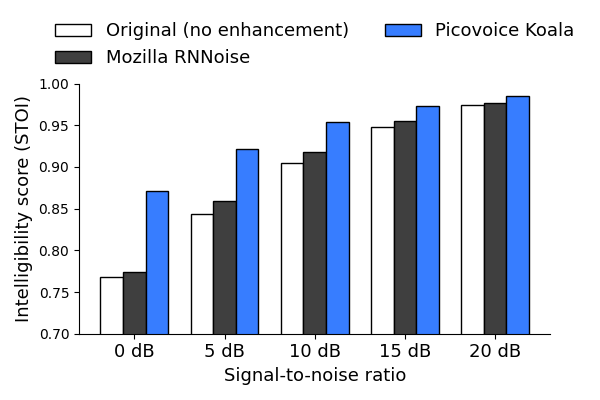 Original (no enhancement)
Mozilla RNNoise
Picovoice Koala
Intelligibility score (STOI)
1.00
0.95
0.90
0.85
0.80
0.75
0.70
0 dB 5 dB 10 dB 15 dB 20 dB
Signal-to-noise ratio